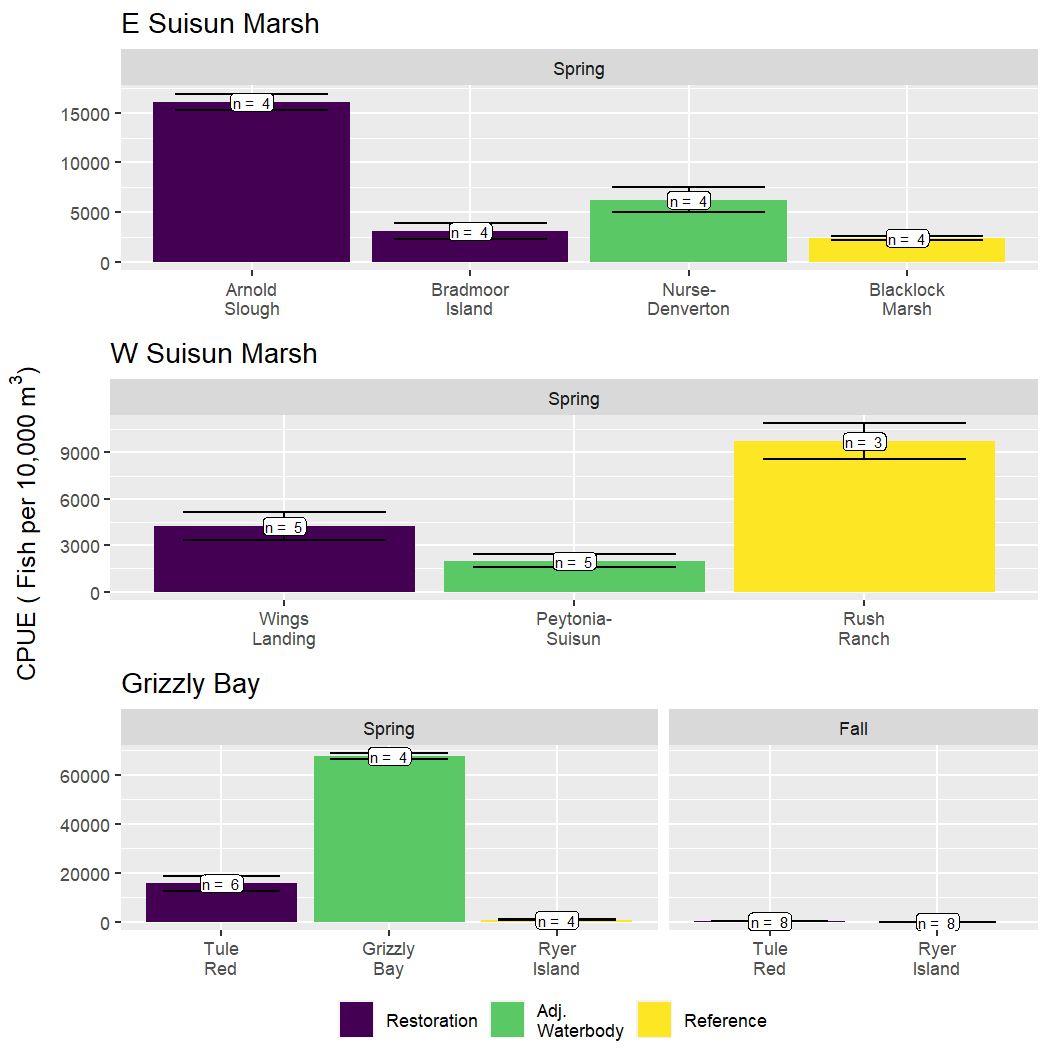 E Suisun Marsh
Spring
15000
10000
5000
0
n = 4
n = 4
n = 4
n = 4
Arnold
Slough
Bradmoor
Island
Nurse-
Denverton
Blacklock
Marsh
CPUE ( Fish per 10,000 m³)
W Suisun Marsh
Spring
9000
6000
3000
0
n = 5
n = 5
n = 3
Wings
Landing
Peytonia-
Suisun
Rush
Ranch
Grizzly Bay
Spring
Fall
60000
40000
20000
0
n = 6
n = 4
n = 4
n = 8
n = 8
Tule
Red
Grizzly
Bay
Ryer
Island
Tule
Red
Ryer
Island
Restoration
Adj.
Waterbody
Reference